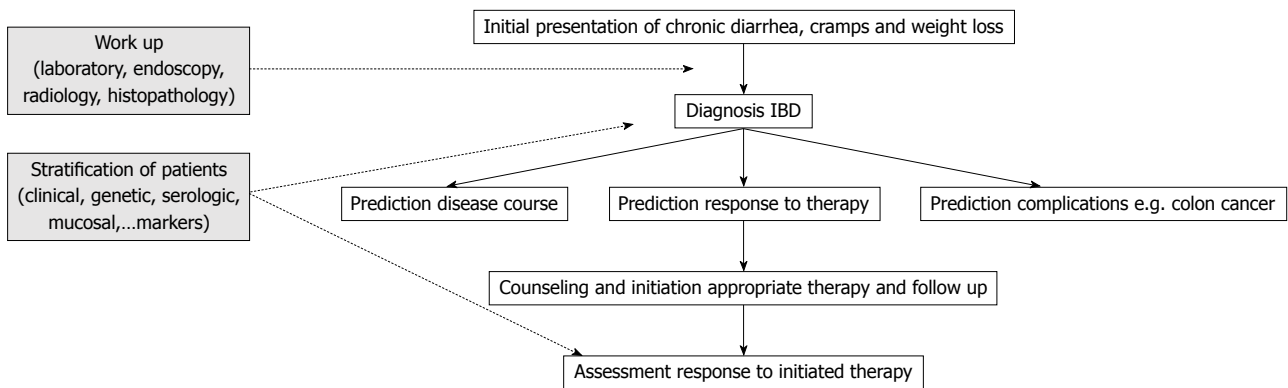 Initial presentation of chronic diarrhea, cramps and weight loss
Work up
(laboratory, endoscopy,
radiology, histopathology)
Diagnosis IBD
Stratification of patients
(clinical, genetic, serologic,
mucosal,...markers)
Prediction disease course
Prediction response to therapy
Prediction complications e.g. colon cancer
Counseling and initiation appropriate therapy and follow up
Assessment response to initiated therapy